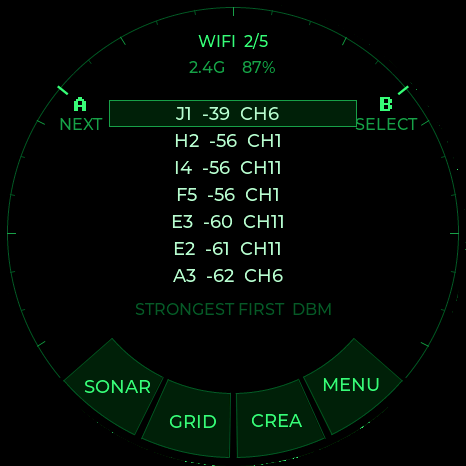 WIFI 2/5
2.4G 87%
A B
NEXT SELECT
J1 -39 CH6
H2 -56 CH1
I4 -56 CH11
F5 -56 CH1
E3 -60 CH11
E2 -61 CH11
A3 -62 CH6
STRONGEST FIRST DBM
SONAR GRID CREA MENU